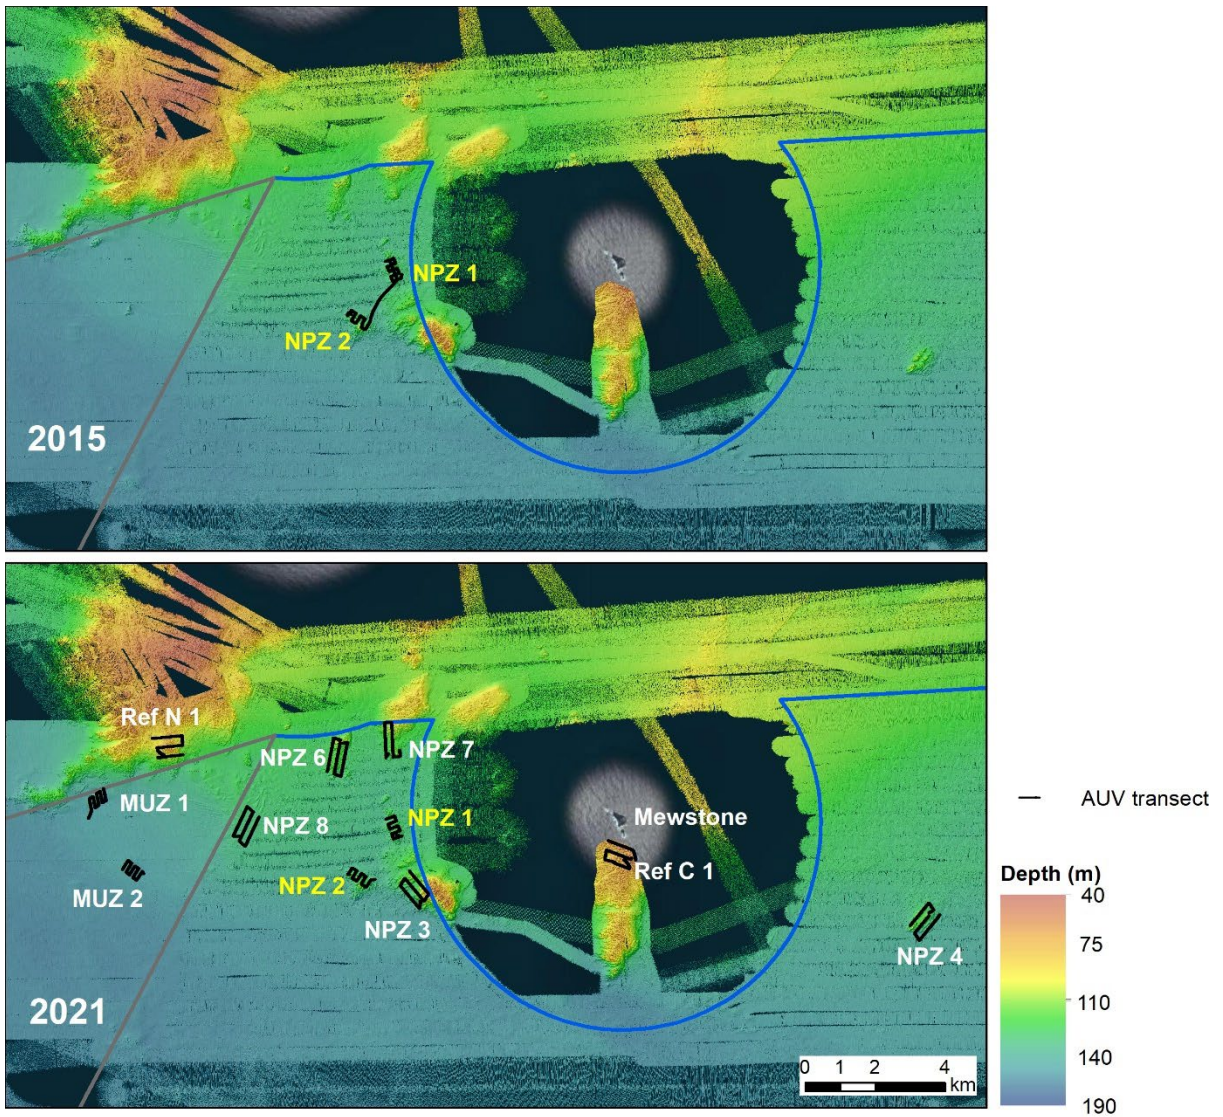 NPZ 1
NPZ 2
2015
Ref N 1
NPZ 6
NPZ 7
MUZ 1
NPZ 8
NPZ 1
Mewstone
AUV transect
MUZ 2
NPZ 2
Ref C 1
NPZ 3
NPZ 4
2021
Depth (m)
40
75
110
140
190
0 1 2 4
km